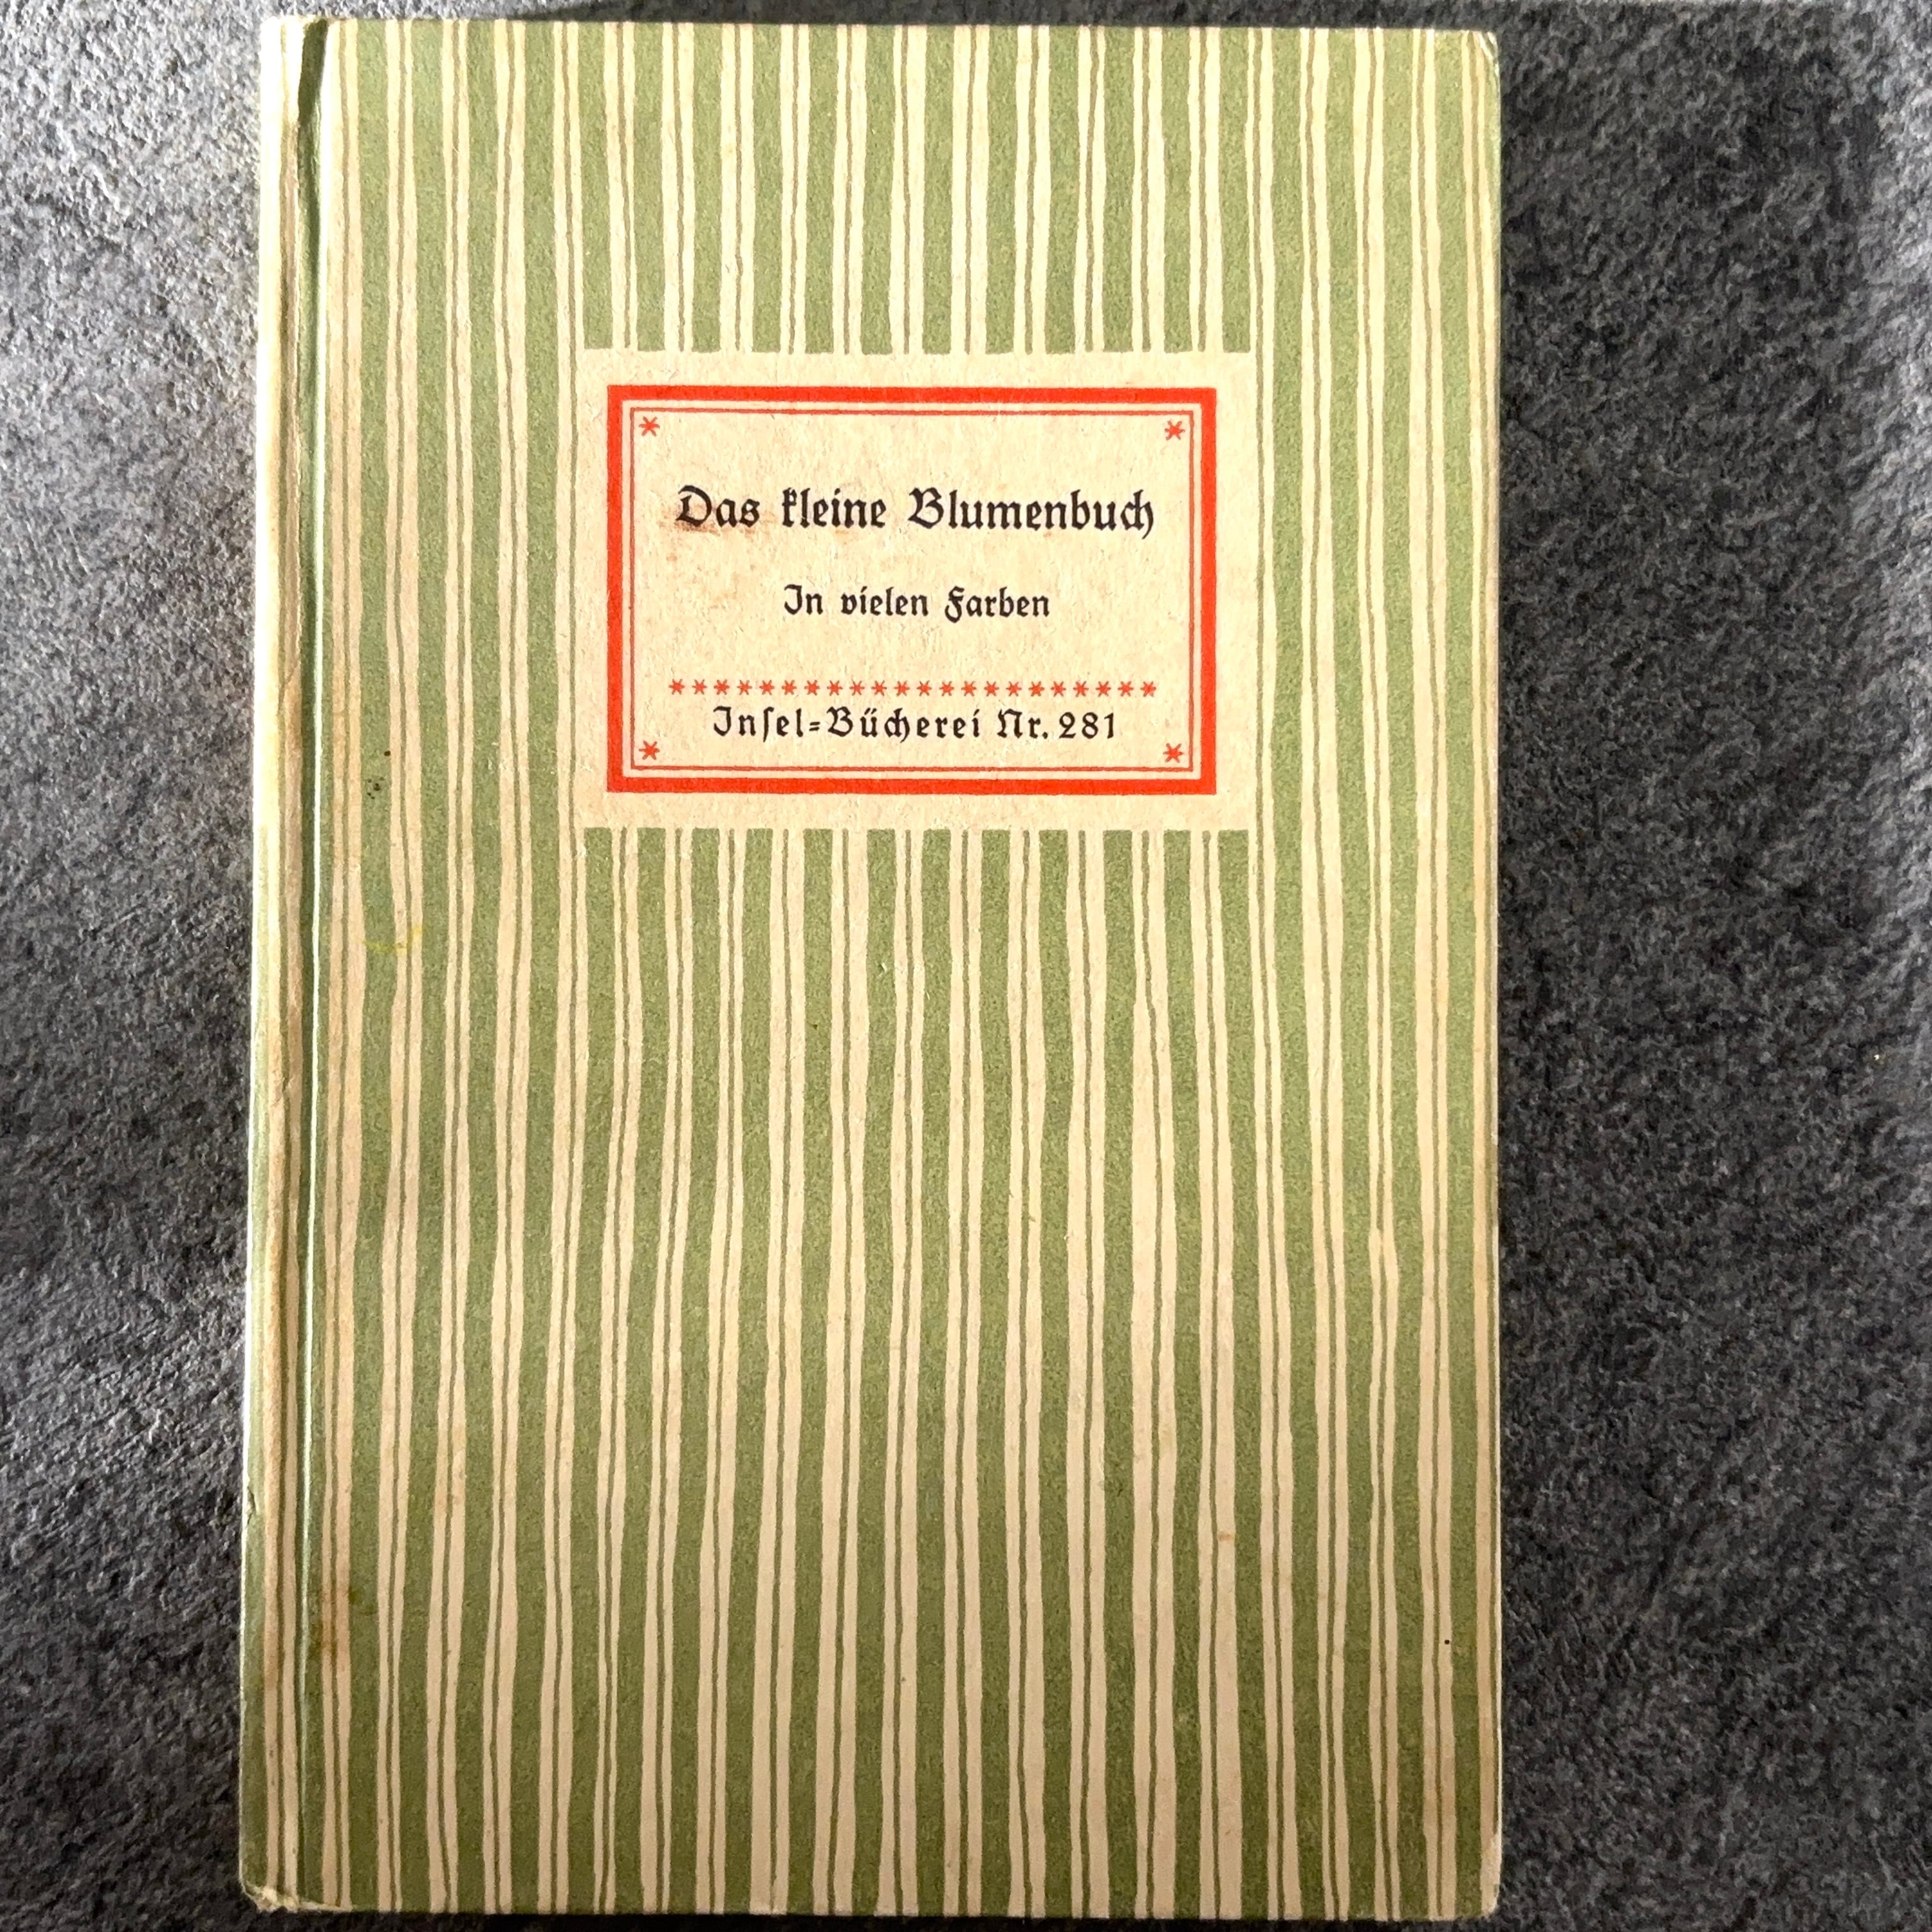 Das kleine Blumenbuch
In vielen Farben
Inſel=Bücherei Nr. 281